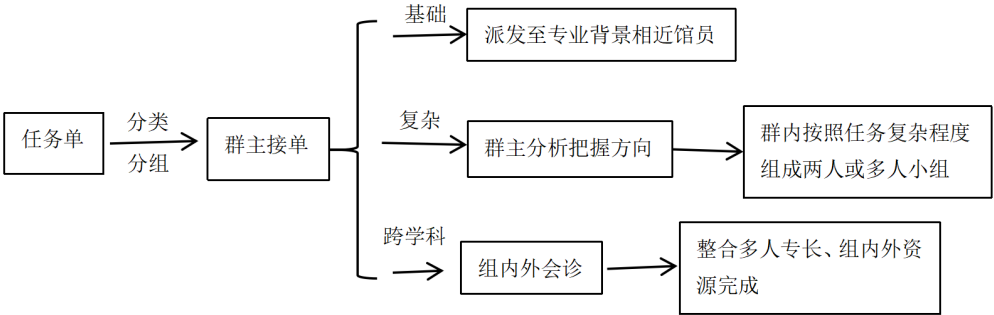 任务单
分类
分组
群主接单
基础
派发至专业背景相近馆员
复杂
群主分析把握方向
群内按照任务复杂程度
组成两人或多人小组
跨学科
组内外会诊
整合多人专长、组内外资
源完成